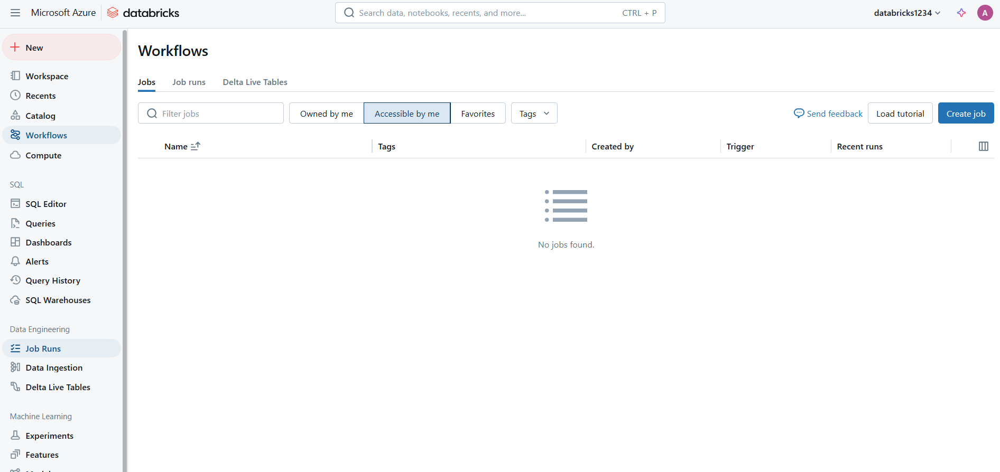 Microsoft Azure databricks Search data, notebooks, recents, and more... CTRL + P databricks1234 A
New
Workspace
Recents
Catalog
Workflows
Compute
SQL
SQL Editor
Queries
Dashboards
Alerts
Query History
SQL Warehouses
Data Engineering
Job Runs
Data Ingestion
Delta Live Tables
Machine Learning
Experiments
Features
Workflows
Jobs Job runs Delta Live Tables
Filter jobs Owned by me Accessible by me Favorites Tags Send feedback Load tutorial Create job
Name Tags Created by Trigger Recent runs
No jobs found.